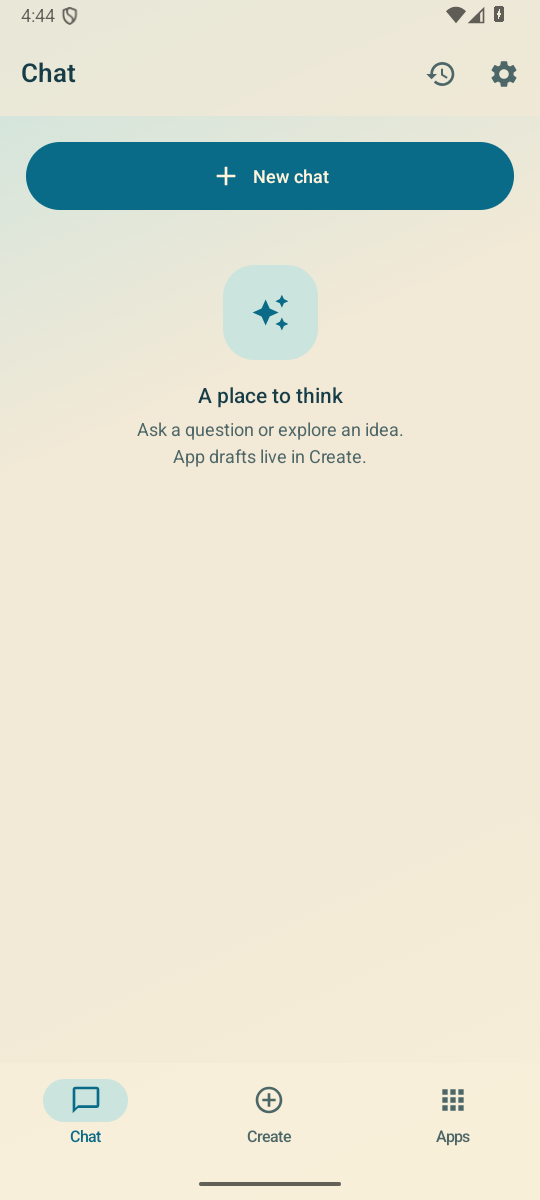 4:44
Chat
New chat
A place to think
Ask a question or explore an idea.
App drafts live in Create.
Chat
Create
Apps